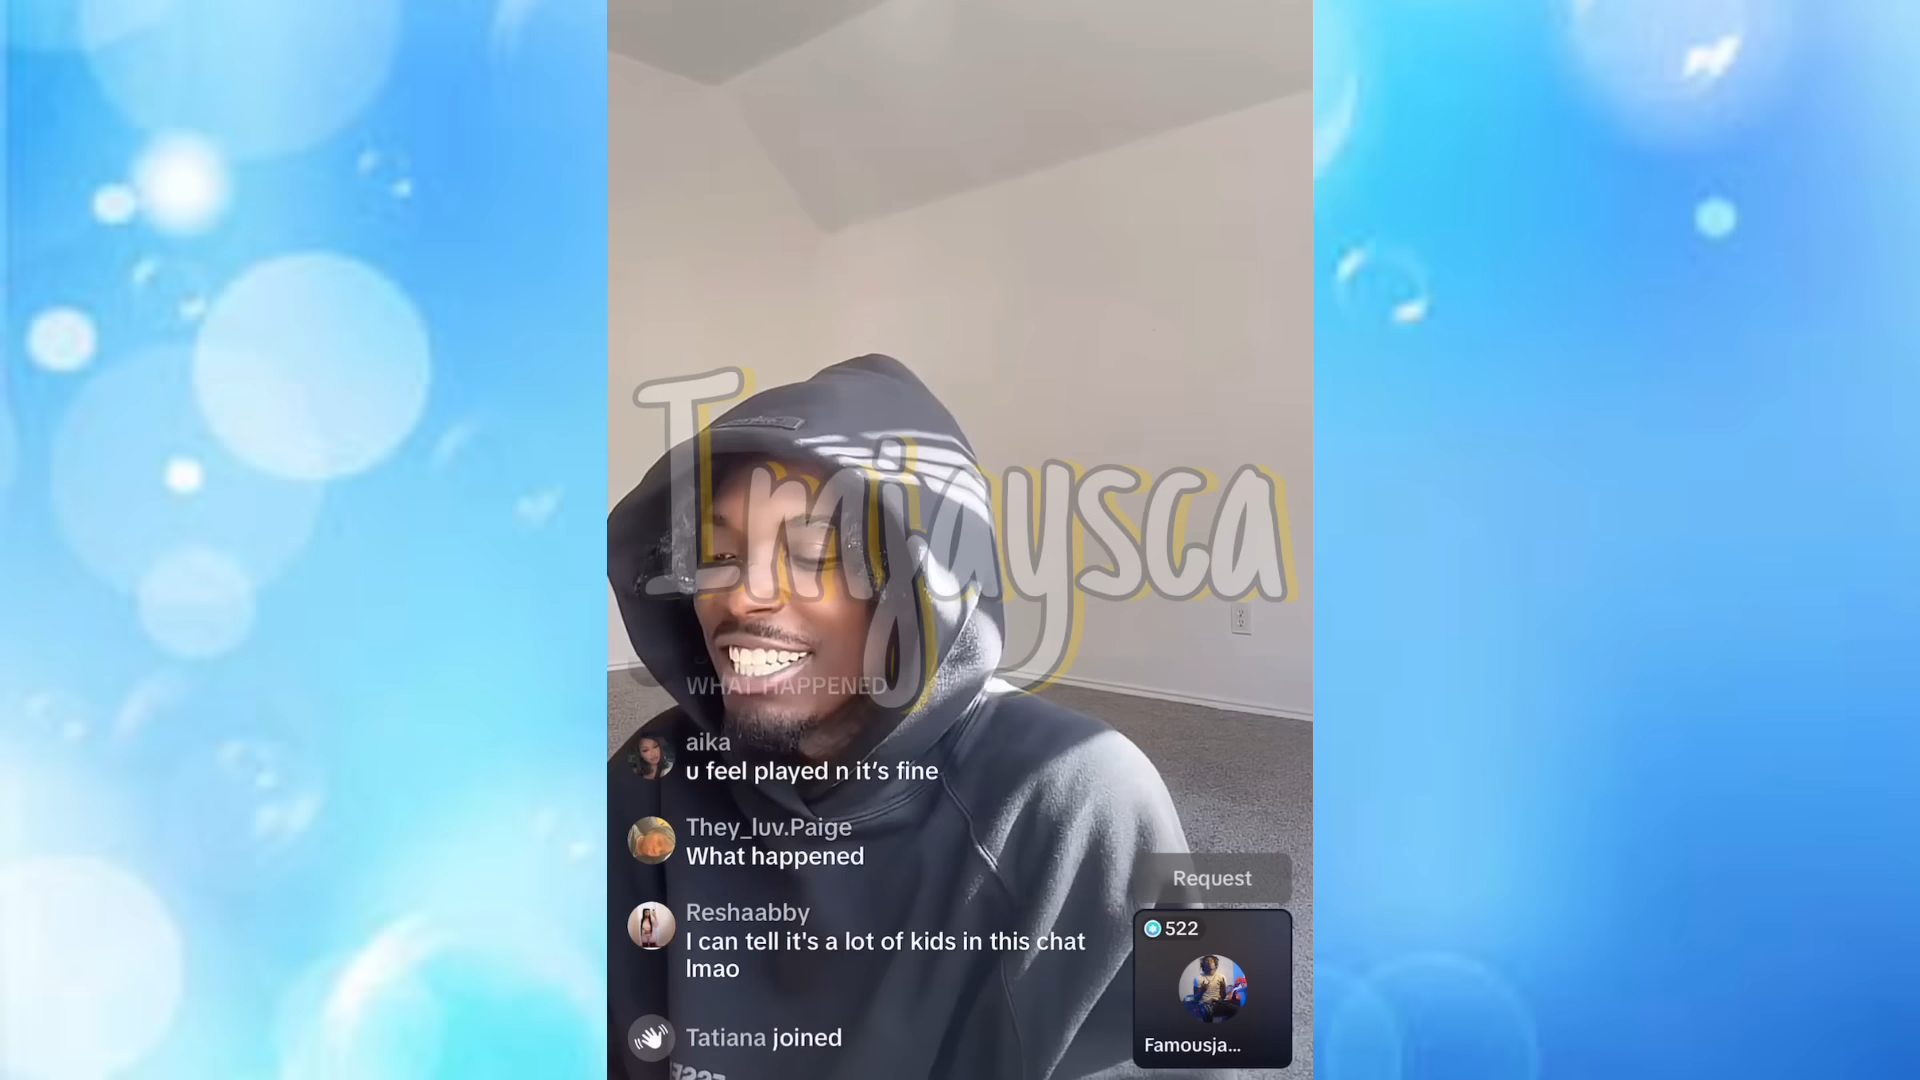 Imjaysca
WHAT HAPPENED
aika
u feel played n it’s fine
They_luv.Paige
What happened
Reshaabby
I can tell it's a lot of kids in this chat
lmao
Tatiana joined
Request
522
Famousja...